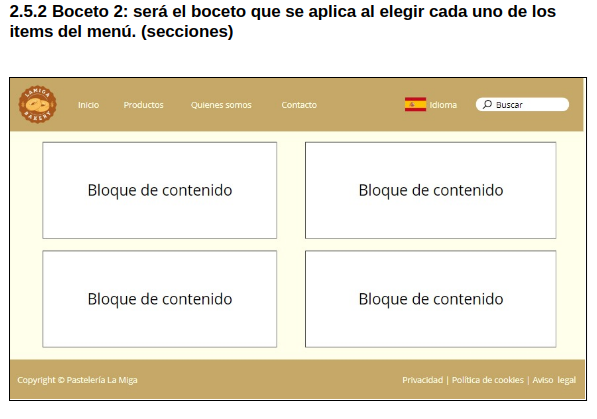 2.5.2 Boceto 2: será el boceto que se aplica al elegir cada uno de los
items del menú. (secciones)
LAMIGA
BAKERY
Inicio Productos Quienes somos Contacto Idioma Buscar
Bloque de contenido Bloque de contenido
Bloque de contenido Bloque de contenido
Copyright © Pastelería La Miga Privacidad | Política de cookies | Aviso legal